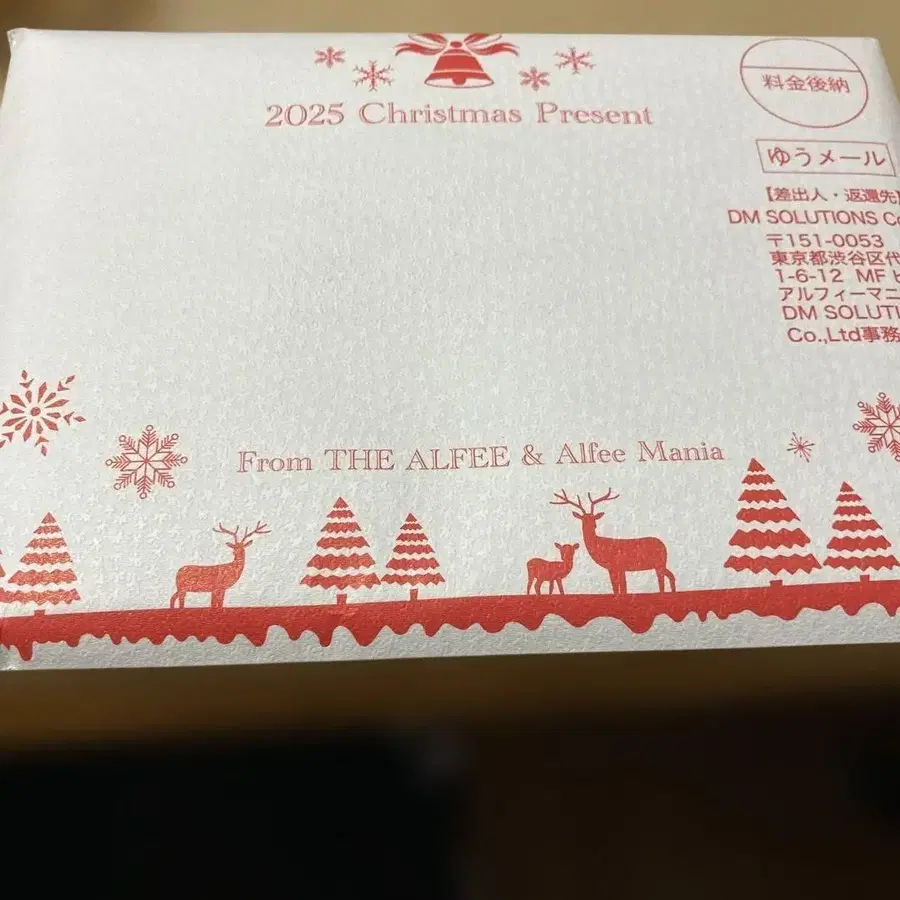 2025 Christmas Present
料金後納
ゆうメール
【差出人・返還先】
DM SOLUTIONS
〒151-0053
東京都渋谷区代
1-6-12 MF
アルフィーマニ
DM SOLUTI
Co.,Ltd事務
From THE ALFEE & Alfee Mania